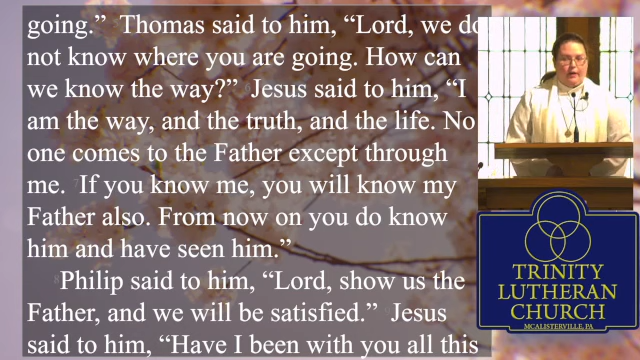 going.” Thomas said to him, “Lord, we do
not know where you are going. How can
we know the way?” Jesus said to him, “I
am the way, and the truth, and the life. No
one comes to the Father except through
me. If you know me, you will know my
Father also. From now on you do know
him and have seen him.”
Philip said to him, “Lord, show us the
Father, and we will be satisfied.” Jesus
said to him, “Have I been with you all this
TRINITY
LUTHERAN
CHURCH
MCALISTERVILLE, PA